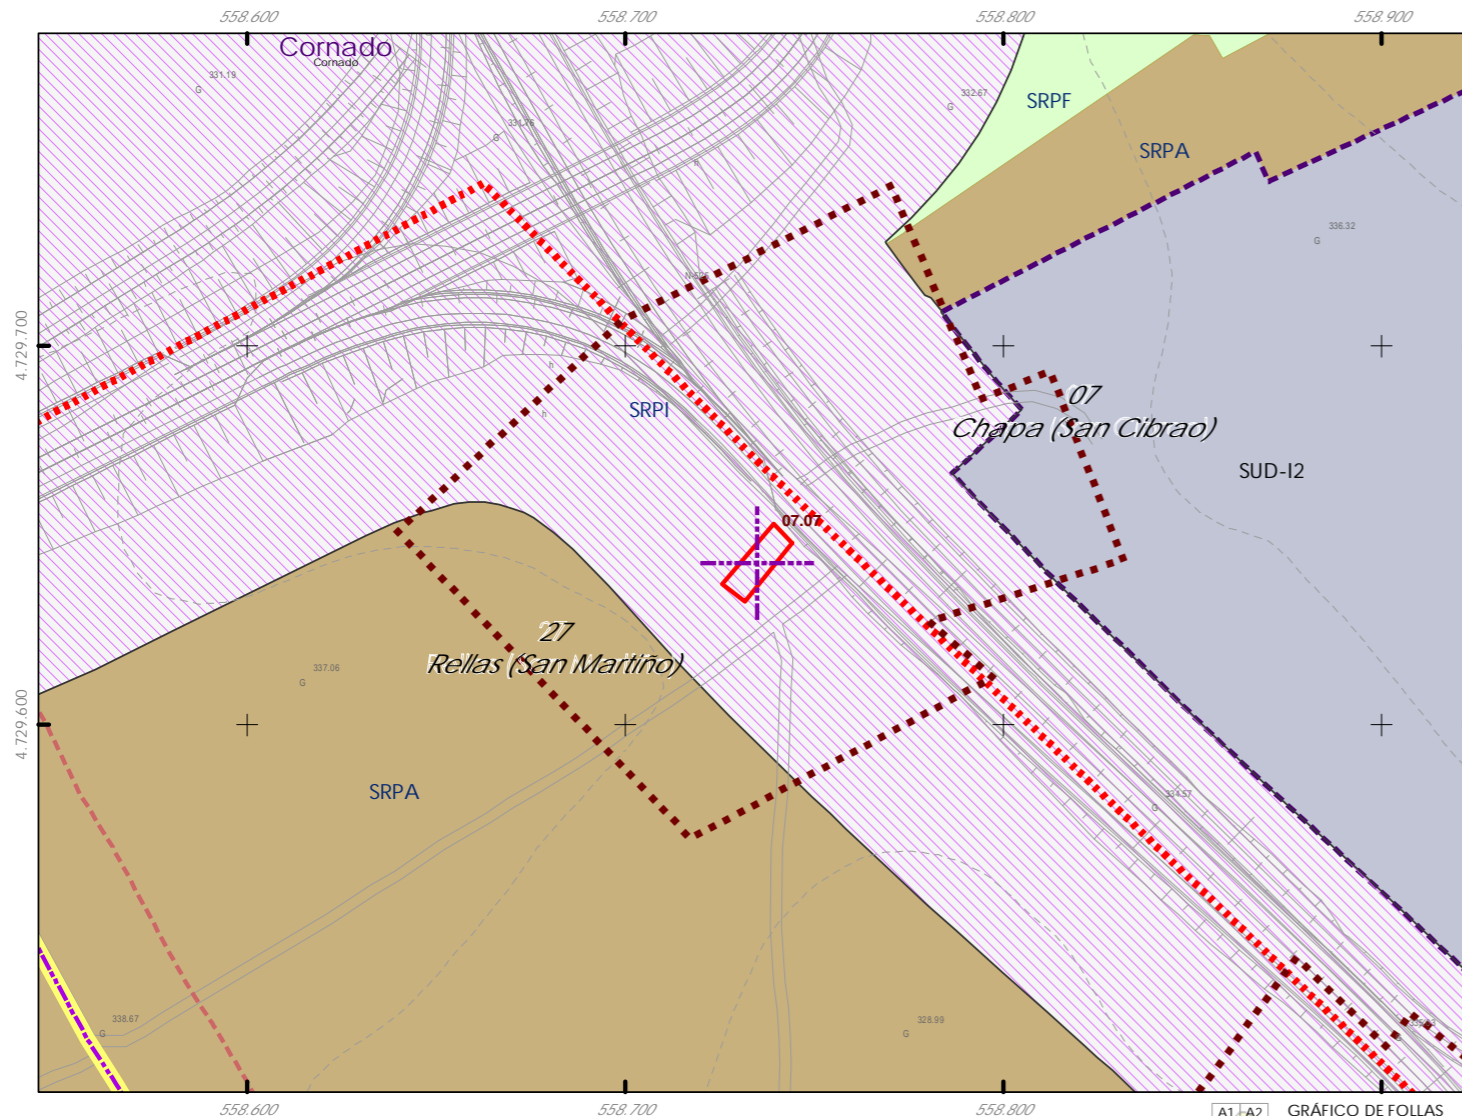 558.600
558.700
558.800
558.900
Cornado
Cornado
331.19
G
331.76
G
332.67
G
SRPF
SRPA
336.32
G
N-525
h
4.729.700
h
h
SRPI
07
Chapa (San Cibrao)
SUD-I2
07.07
27
Rellas (San Martiño)
337.06
G
4.729.600
SRPA
334.57
G
338.67
G
328.99
G
G
558.600
558.700
558.800
A1
A2
GRÁFICO DE FOLLAS